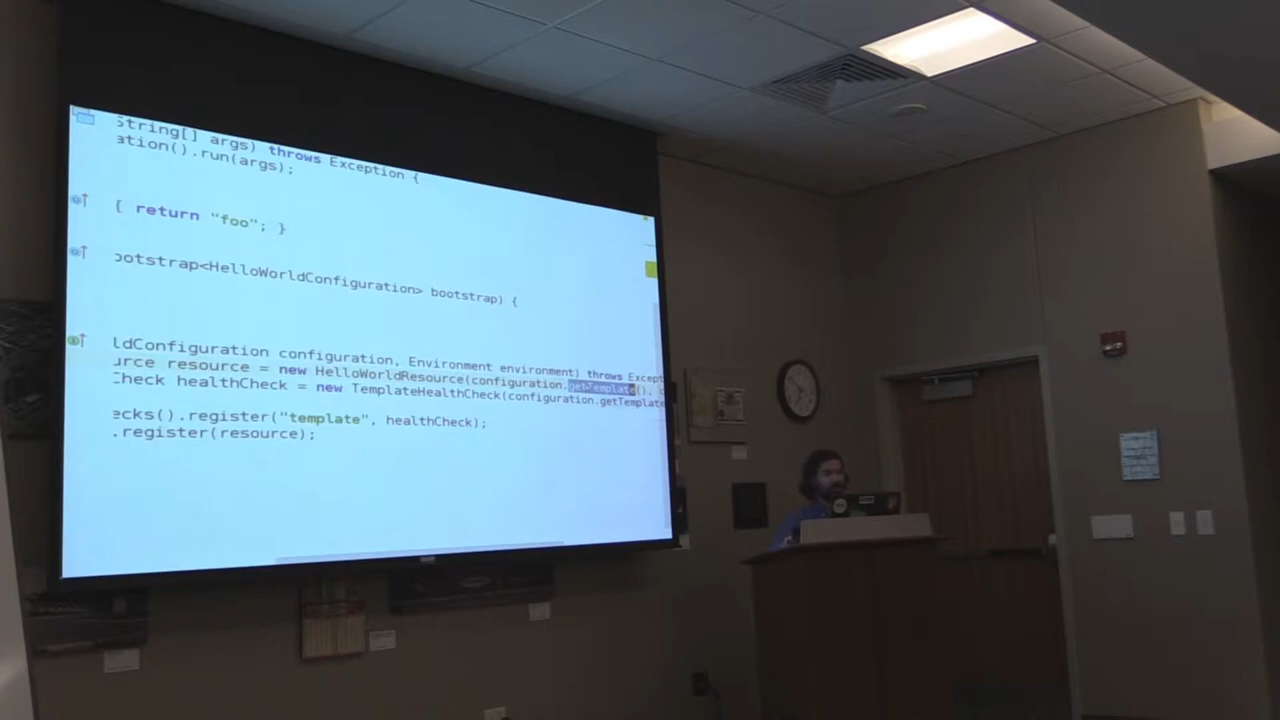 String[] args) throws Exception {
ation().run(args);
{ return "foo"; }
ootstrap<HelloWorldConfiguration> bootstrap) {
ldConfiguration configuration, Environment environment) throws Except
urce resource = new HelloWorldResource(configuration.getTemplate(), c
Check healthCheck = new TemplateHealthCheck(configuration.getTemplate
ecks().register("template", healthCheck);
.register(resource);